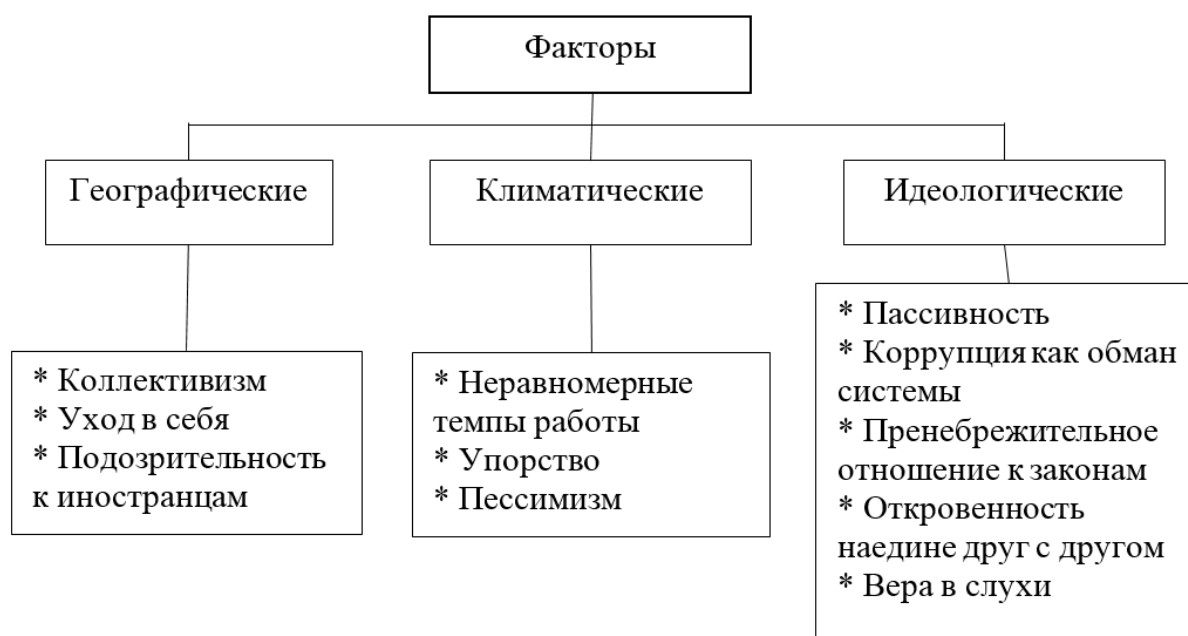 Факторы
Географические
Климатические
Идеологические
* Коллективизм
* Уход в себя
* Подозрительность
к иностранцам
* Неравномерные
темпы работы
* Упорство
* Пессимизм
* Пассивность
* Коррупция как обман
системы
* Пренебрежительное
отношение к законам
* Откровенность
наедине друг с другом
* Вера в слухи